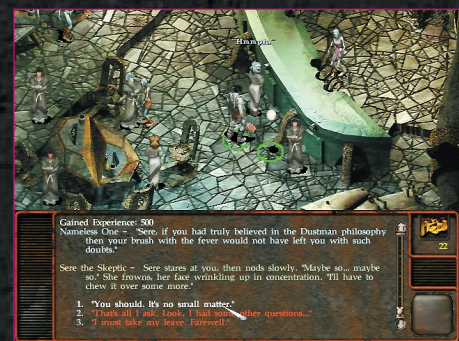 "Hmmph."
Gained Experience: 500
Nameless One - "Sere, if you had truly believed in the Dustman philosophy
then your brush with the fever would not have left you with such
doubts."
Sere the Skeptic - Sere stares at you, then nods slowly. "Maybe so... maybe
so." She frowns, her face wrinkling up in concentration. "I'll have to
chew it over some more."
22
1. "You should. It's no small matter."
2. "That's all I ask. Look, I had some other questions..."
3. "I must take my leave. Farewell."